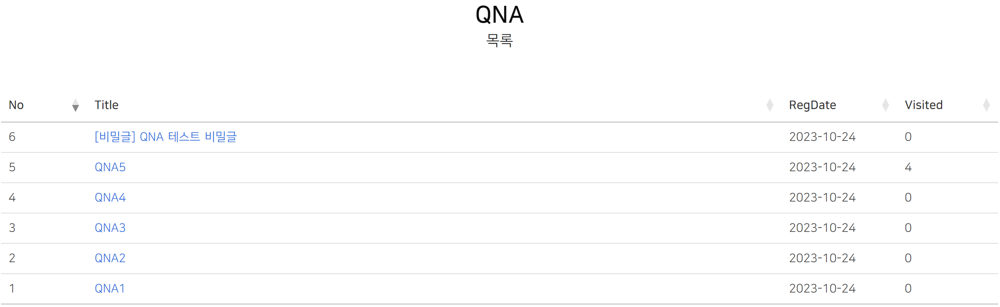 QNA
목록
No Title RegDate Visited
6 [비밀글] QNA 테스트 비밀글 2023-10-24 0
5 QNA5 2023-10-24 4
4 QNA4 2023-10-24 0
3 QNA3 2023-10-24 0
2 QNA2 2023-10-24 0
1 QNA1 2023-10-24 0